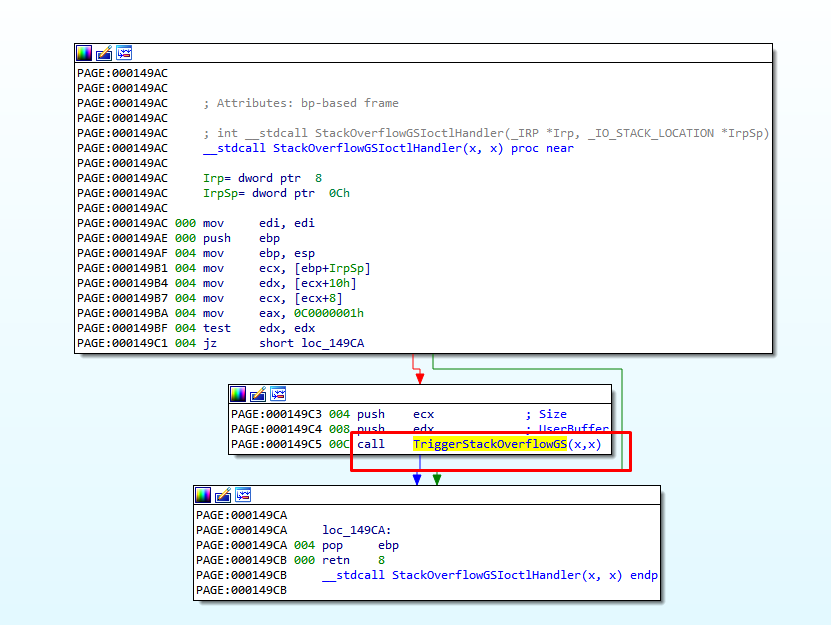 PAGE:000149AC
PAGE:000149AC
PAGE:000149AC ; Attributes: bp-based frame
PAGE:000149AC
PAGE:000149AC ; int __stdcall StackOverflowGSIoctlHandler(_IRP *Irp, _IO_STACK_LOCATION *IrpSp)
PAGE:000149AC __stdcall StackOverflowGSIoctlHandler(x, x) proc near
PAGE:000149AC
PAGE:000149AC Irp= dword ptr  8
PAGE:000149AC IrpSp= dword ptr  0Ch
PAGE:000149AC
PAGE:000149AC 000 mov edi, edi
PAGE:000149AE 000 push ebp
PAGE:000149AF 004 mov ebp, esp
PAGE:000149B1 004 mov ecx, [ebp+IrpSp]
PAGE:000149B4 004 mov edx, [ecx+10h]
PAGE:000149B7 004 mov ecx, [ecx+8]
PAGE:000149BA 004 mov eax, 0C0000001h
PAGE:000149BF 004 test edx, edx
PAGE:000149C1 004 jz short loc_149CA
PAGE:000149C3 004 push ecx ; Size
PAGE:000149C4 008 push edx ; UserBuffer
PAGE:000149C5 00C call TriggerStackOverflowGS(x,x)
PAGE:000149CA
PAGE:000149CA loc_149CA:
PAGE:000149CA 004 pop ebp
PAGE:000149CB 000 retn 8
PAGE:000149CB __stdcall StackOverflowGSIoctlHandler(x, x) endp
PAGE:000149CB